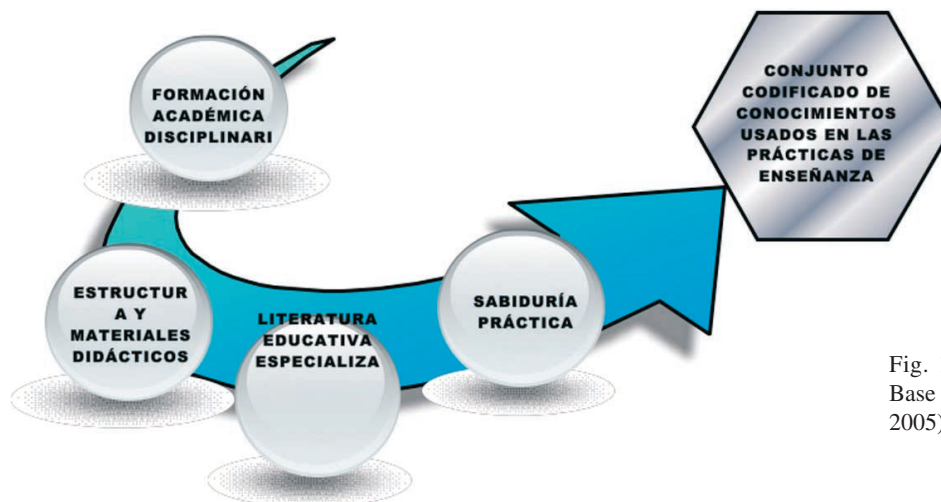 FORMACIÓN
ACADÉMICA
DISCIPLINARI
ESTRUCTUR
A Y
MATERIALES
DIDÁCTICOS
LITERATURA
EDUCATIVA
ESPECIALIZA
SABIDURÍA
PRÁCTICA
CONJUNTO
CODIFICADO DE
CONOCIMIENTOS
USADOS EN LAS
PRÁCTICAS DE
ENSEÑANZA
Fig.
Base
2005)